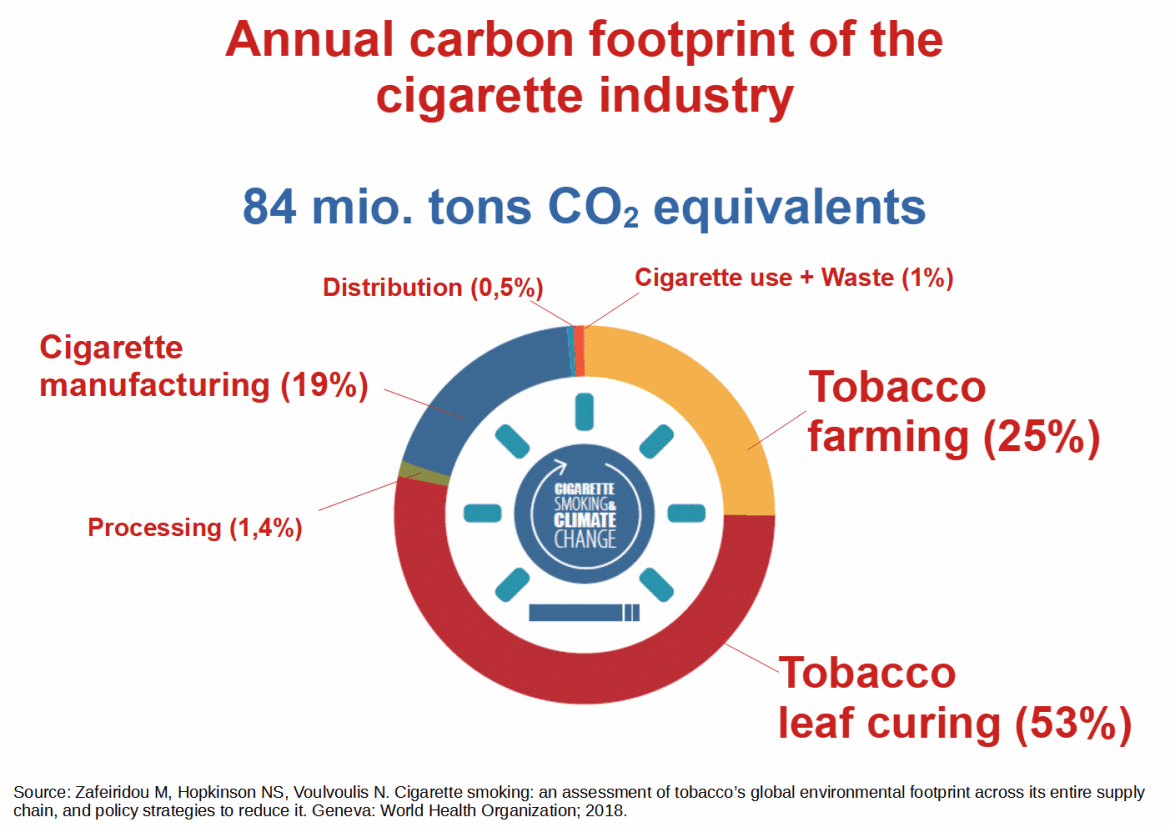 Annual carbon footprint of the
cigarette industry
84 mio. tons CO₂ equivalents
Distribution (0,5%)
Cigarette use + Waste (1%)
Cigarette
manufacturing (19%)
Tobacco
farming (25%)
CIGARETTE
SMOKING&
CLIMATE
CHANGE
Processing (1,4%)
Tobacco
leaf curing (53%)
Source: Zafeiridou M, Hopkinson NS, Voulvoulis N. Cigarette smoking: an assessment of tobacco’s global environmental footprint across its entire supply
chain, and policy strategies to reduce it. Geneva: World Health Organization; 2018.